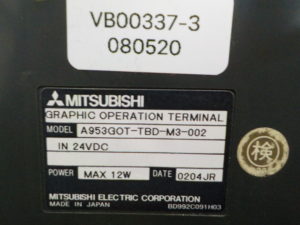 VB00337-3
080520
MITSUBISHI
GRAPHIC OPERATION TERMINAL
MODEL A953GOT-TBD-M3-002
IN 24VDC
POWER MAX 12W DATE 0204JR
MITSUBISHI ELECTRIC CORPORATION
MADE IN JAPAN BD992C091H03
検